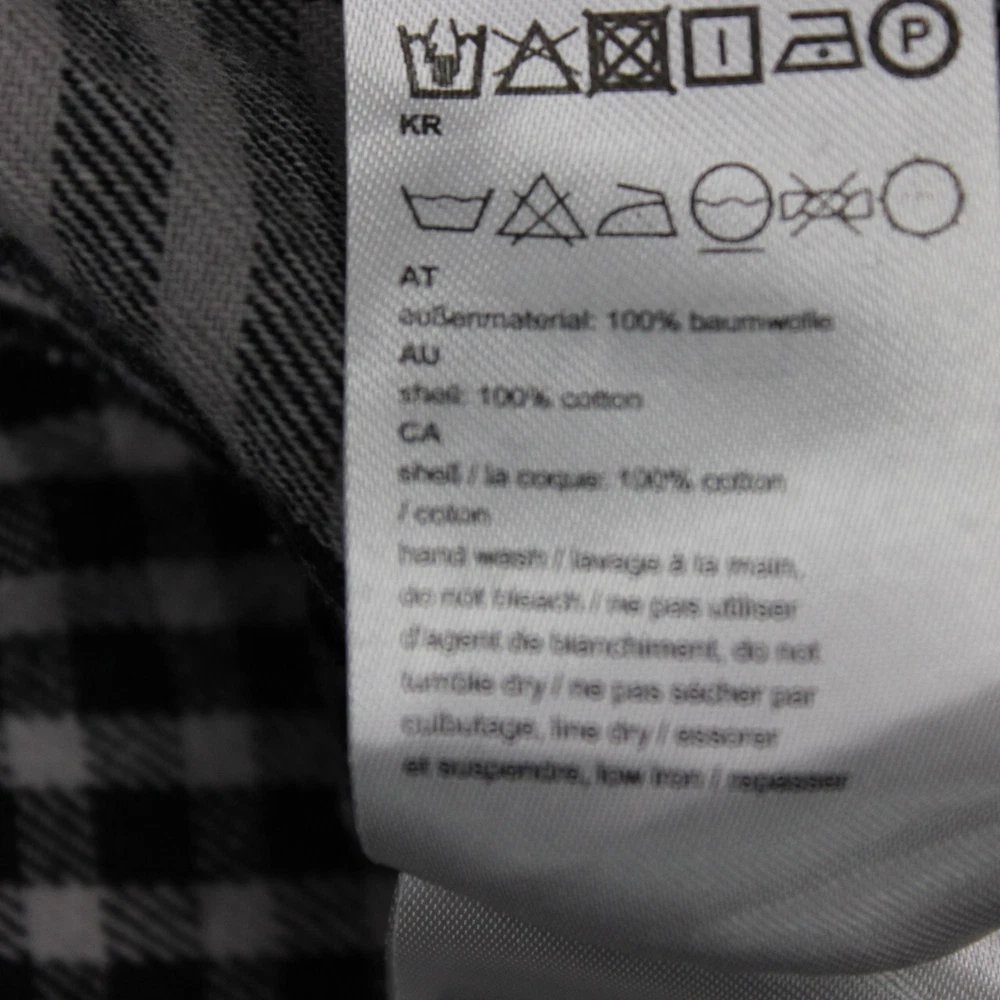 P
KR
AT
außenmaterial: 100% baumwolle
AU
shell: 100% cotton
CA
shell / la coque: 100% cotton
/ coton
hand wash / lavage à la main,
do not bleach / ne pas utiliser
d'agent de blanchiment, do not
tumble dry / ne pas sécher par
culbutage, line dry / essorer
et suspendre, low iron / repasser